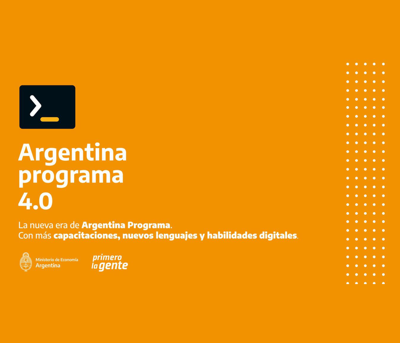 Argentina
programa
4.0
La nueva era de Argentina Programa.
Con más capacitaciones, nuevos lenguajes y habilidades digitales.
Ministerio de Economía
Argentina
primero
la gente